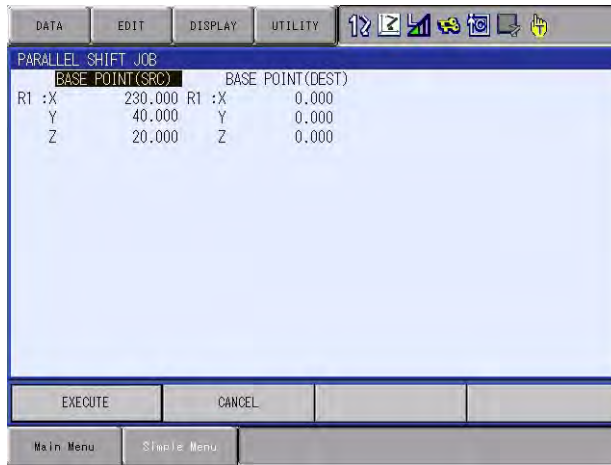 DATA EDIT DISPLAY UTILITY
PARALLEL SHIFT JOB
BASE POINT(SRC) BASE POINT(DEST)
R1 :X 230.000 R1 :X 0.000
Y 40.000 Y 0.000
Z 20.000 Z 0.000
EXECUTE CANCEL
Main Menu Simple Menu